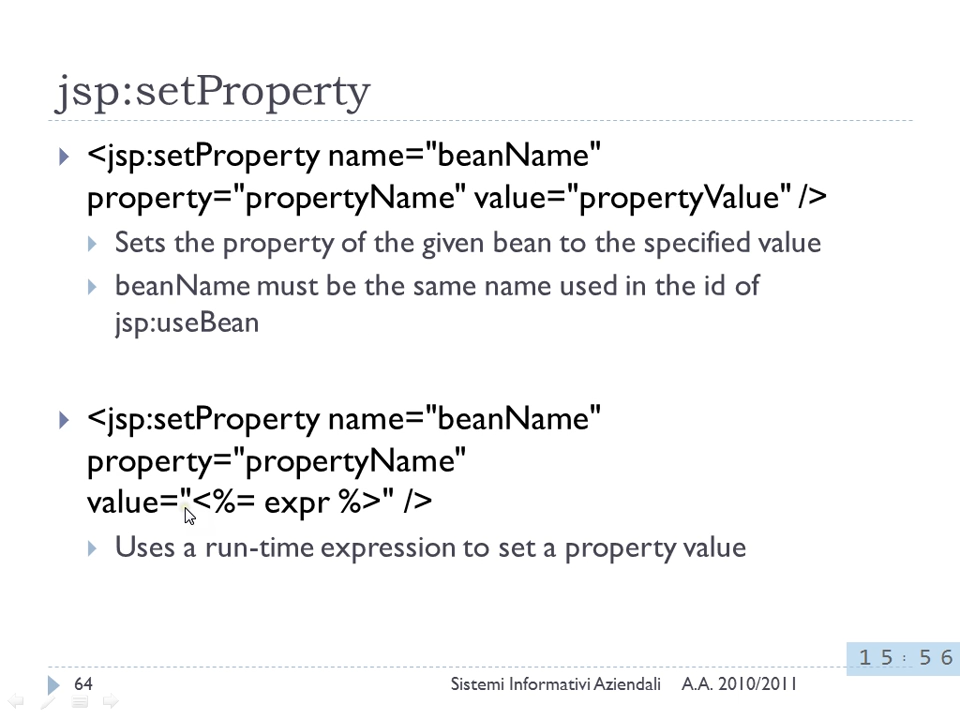 jsp:setProperty
<jsp:setProperty name="beanName"
property="propertyName" value="propertyValue" />
Sets the property of the given bean to the specified value
beanName must be the same name used in the id of
jsp:useBean
<jsp:setProperty name="beanName"
property="propertyName"
value="<%= expr %>" />
Uses a run-time expression to set a property value
15:56
64
Sistemi Informativi Aziendali A.A. 2010/2011